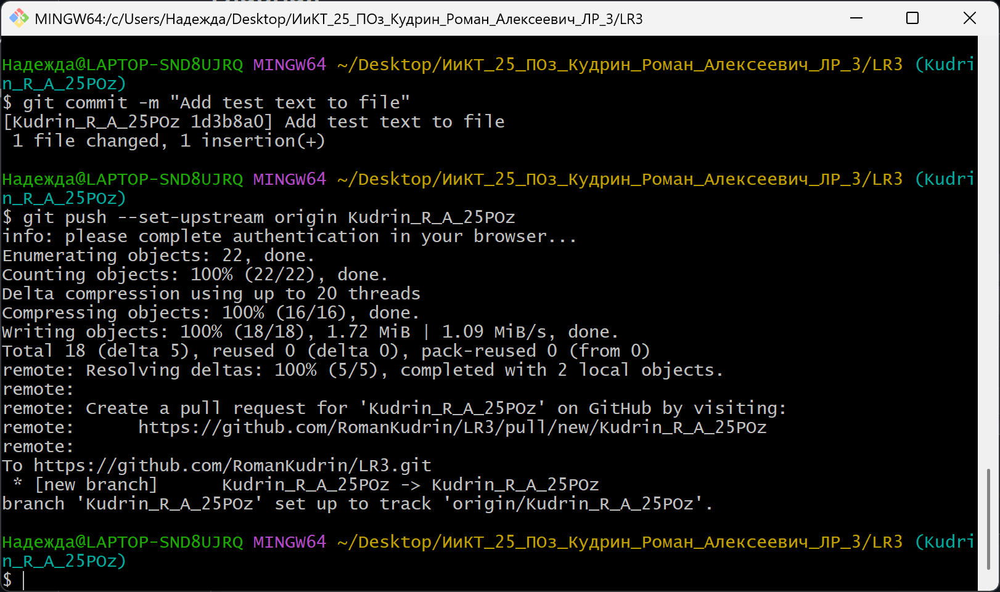 MINGW64:/c/Users/Надежда/Desktop/ИиКТ_25_ПОз_Кудрин_Роман_Алексеевич_ЛР_3/LR3
Надежда@LAPTOP-SND8UJRQ MINGW64 ~/Desktop/ИиКТ_25_ПОз_Кудрин_Роман_Алексеевич_ЛР_3/LR3 (Kudri
n_R_A_25POz)
$ git commit -m "Add test text to file"
[Kudrin_R_A_25POz 1d3b8a0] Add test text to file
 1 file changed, 1 insertion(+)
Надежда@LAPTOP-SND8UJRQ MINGW64 ~/Desktop/ИиКТ_25_ПОз_Кудрин_Роман_Алексеевич_ЛР_3/LR3 (Kudri
n_R_A_25POz)
$ git push --set-upstream origin Kudrin_R_A_25POz
info: please complete authentication in your browser...
Enumerating objects: 22, done.
Counting objects: 100% (22/22), done.
Delta compression using up to 20 threads
Compressing objects: 100% (16/16), done.
Writing objects: 100% (18/18), 1.72 MiB | 1.09 MiB/s, done.
Total 18 (delta 5), reused 0 (delta 0), pack-reused 0 (from 0)
remote: Resolving deltas: 100% (5/5), completed with 2 local objects.
remote:
remote: Create a pull request for 'Kudrin_R_A_25POz' on GitHub by visiting:
remote:      https://github.com/RomanKudrin/LR3/pull/new/Kudrin_R_A_25POz
remote:
To https://github.com/RomanKudrin/LR3.git
 * [new branch]      Kudrin_R_A_25POz -> Kudrin_R_A_25POz
branch 'Kudrin_R_A_25POz' set up to track 'origin/Kudrin_R_A_25POz'.
Надежда@LAPTOP-SND8UJRQ MINGW64 ~/Desktop/ИиКТ_25_ПОз_Кудрин_Роман_Алексеевич_ЛР_3/LR3 (Kudri
n_R_A_25POz)
$